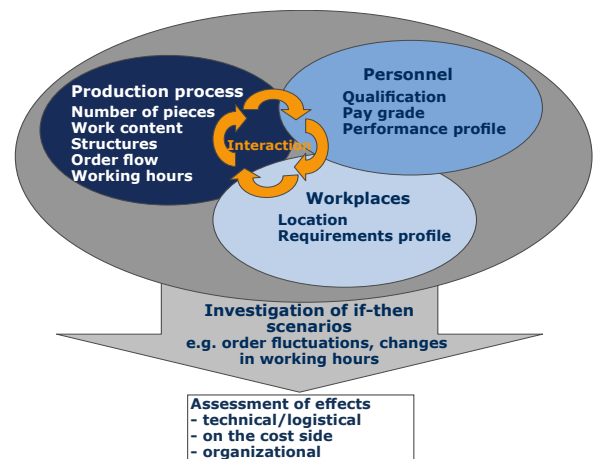 Production process
Number of pieces
Work content
Structures
Order flow
Working hours
Personnel
Qualification
Pay grade
Performance profile
Interaction
Workplaces
Location
Requirements profile
Investigation of if-then
scenarios
e.g. order fluctuations, changes
in working hours
Assessment of effects
- technical/logistical
- on the cost side
- organizational